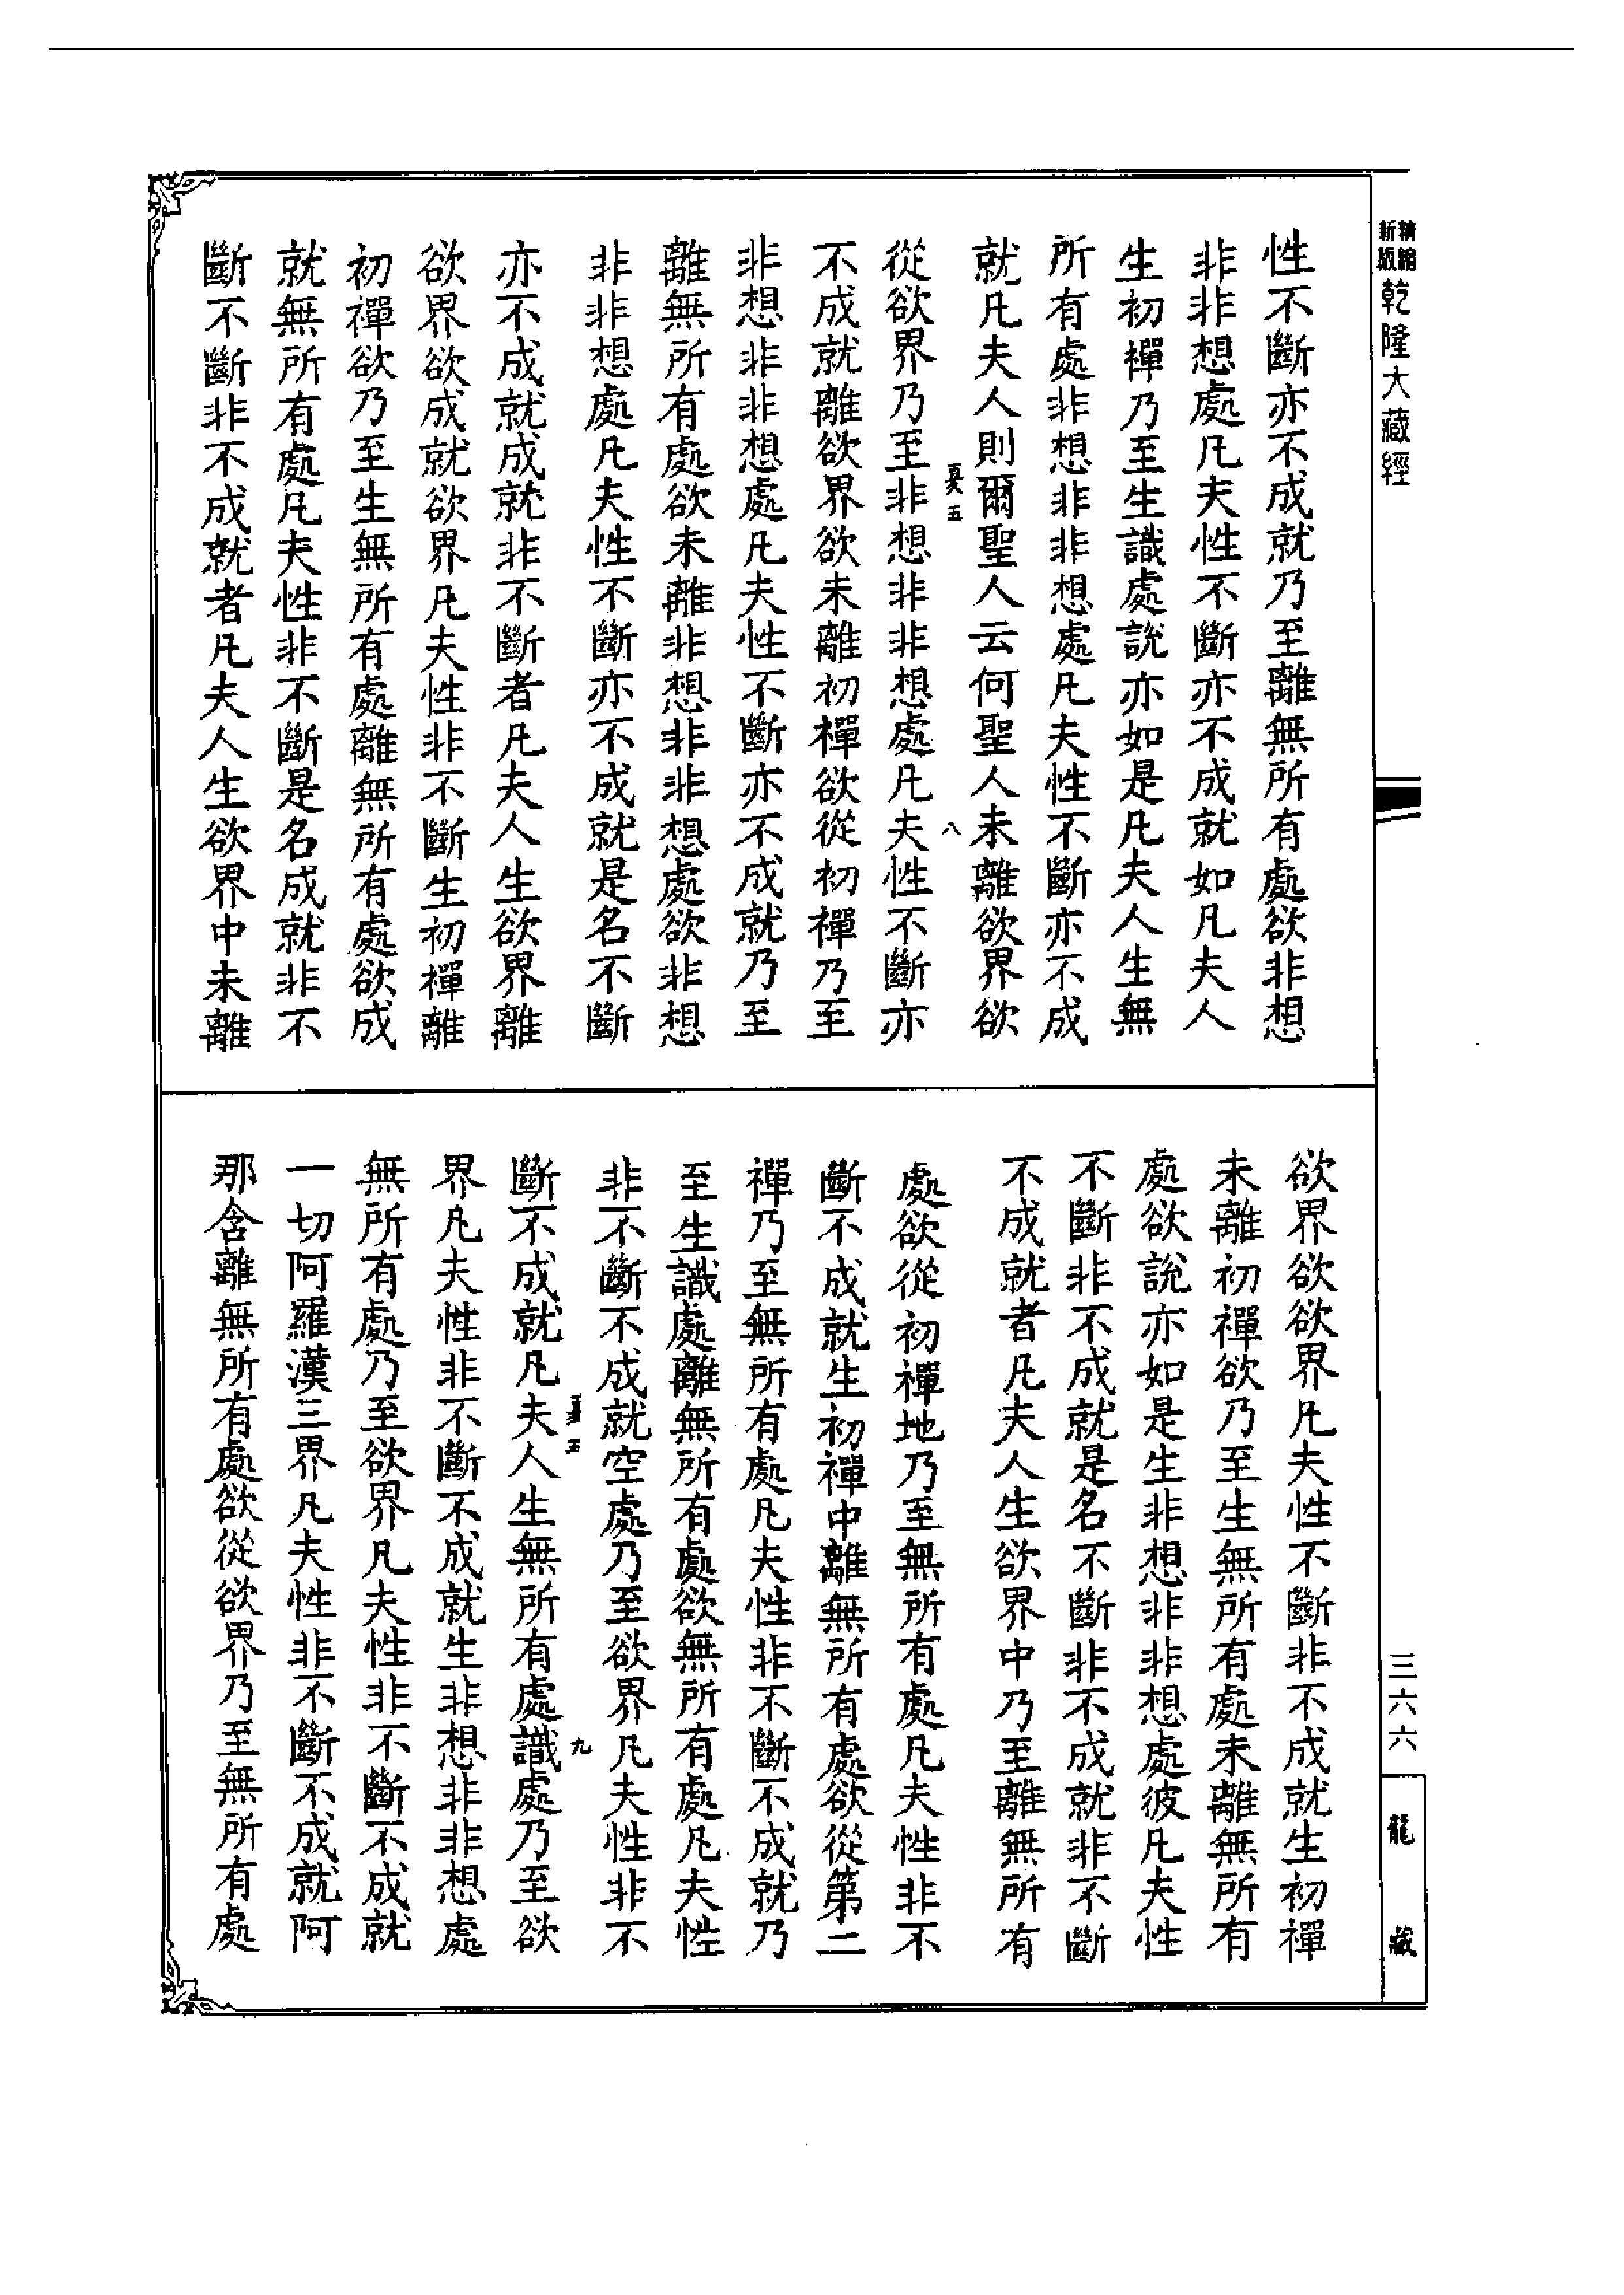 精縮
新版
乾隆大藏經
性不斷亦不成就乃至離無所有處欲非想
非非想處凡夫性不斷亦不成就如凡夫人
生初禪乃至生識處說亦如是凡夫人生無
所有處非想非非想處凡夫性不斷亦不成
就凡夫人則爾聖人云何聖人未離欲界欲
五
八
從欲界乃至非想非非想處凡夫性不斷亦
不成就離欲界欲未離初禪欲從初禪乃至
非想非非想處凡夫性不斷亦不成就乃至
離無所有處欲未離非想非非想處欲非想
非非想處凡夫性不斷亦不成就是名不斷
亦不成就成就非不斷者凡夫人生欲界離
欲界欲成就欲界凡夫性非不斷生初禪離
初禪欲乃至生無所有處離無所有處欲成
就無所有處凡夫性非不斷是名成就非不
斷不斷非不成就者凡夫人生欲界中未離
欲界欲欲界凡夫性不斷非不成就生初禪
未離初禪欲乃至生無所有處未離無所有
處欲說亦如是生非想非非想處彼凡夫性
不斷非不成就是名不斷非不成就非不斷
不成就者凡夫人生欲界中乃至離無所有
處欲從初禪地乃至無所有處凡夫性非不
斷不成就生初禪中離無所有處欲從第二
禪乃至無所有處凡夫性非不斷不成就乃
至生識處離無所有處欲無所有處凡夫性
非不斷不成就空處乃至欲界凡夫性非不
五
九
斷不成就凡夫人生無所有處識處乃至欲
界凡夫性非不斷不成就生非想非非想處
無所有處乃至欲界凡夫性非不斷不成就
一切阿羅漢三界凡夫性非不斷不成就阿
那含離無所有處欲從欲界乃至無所有處
三六六
龍藏